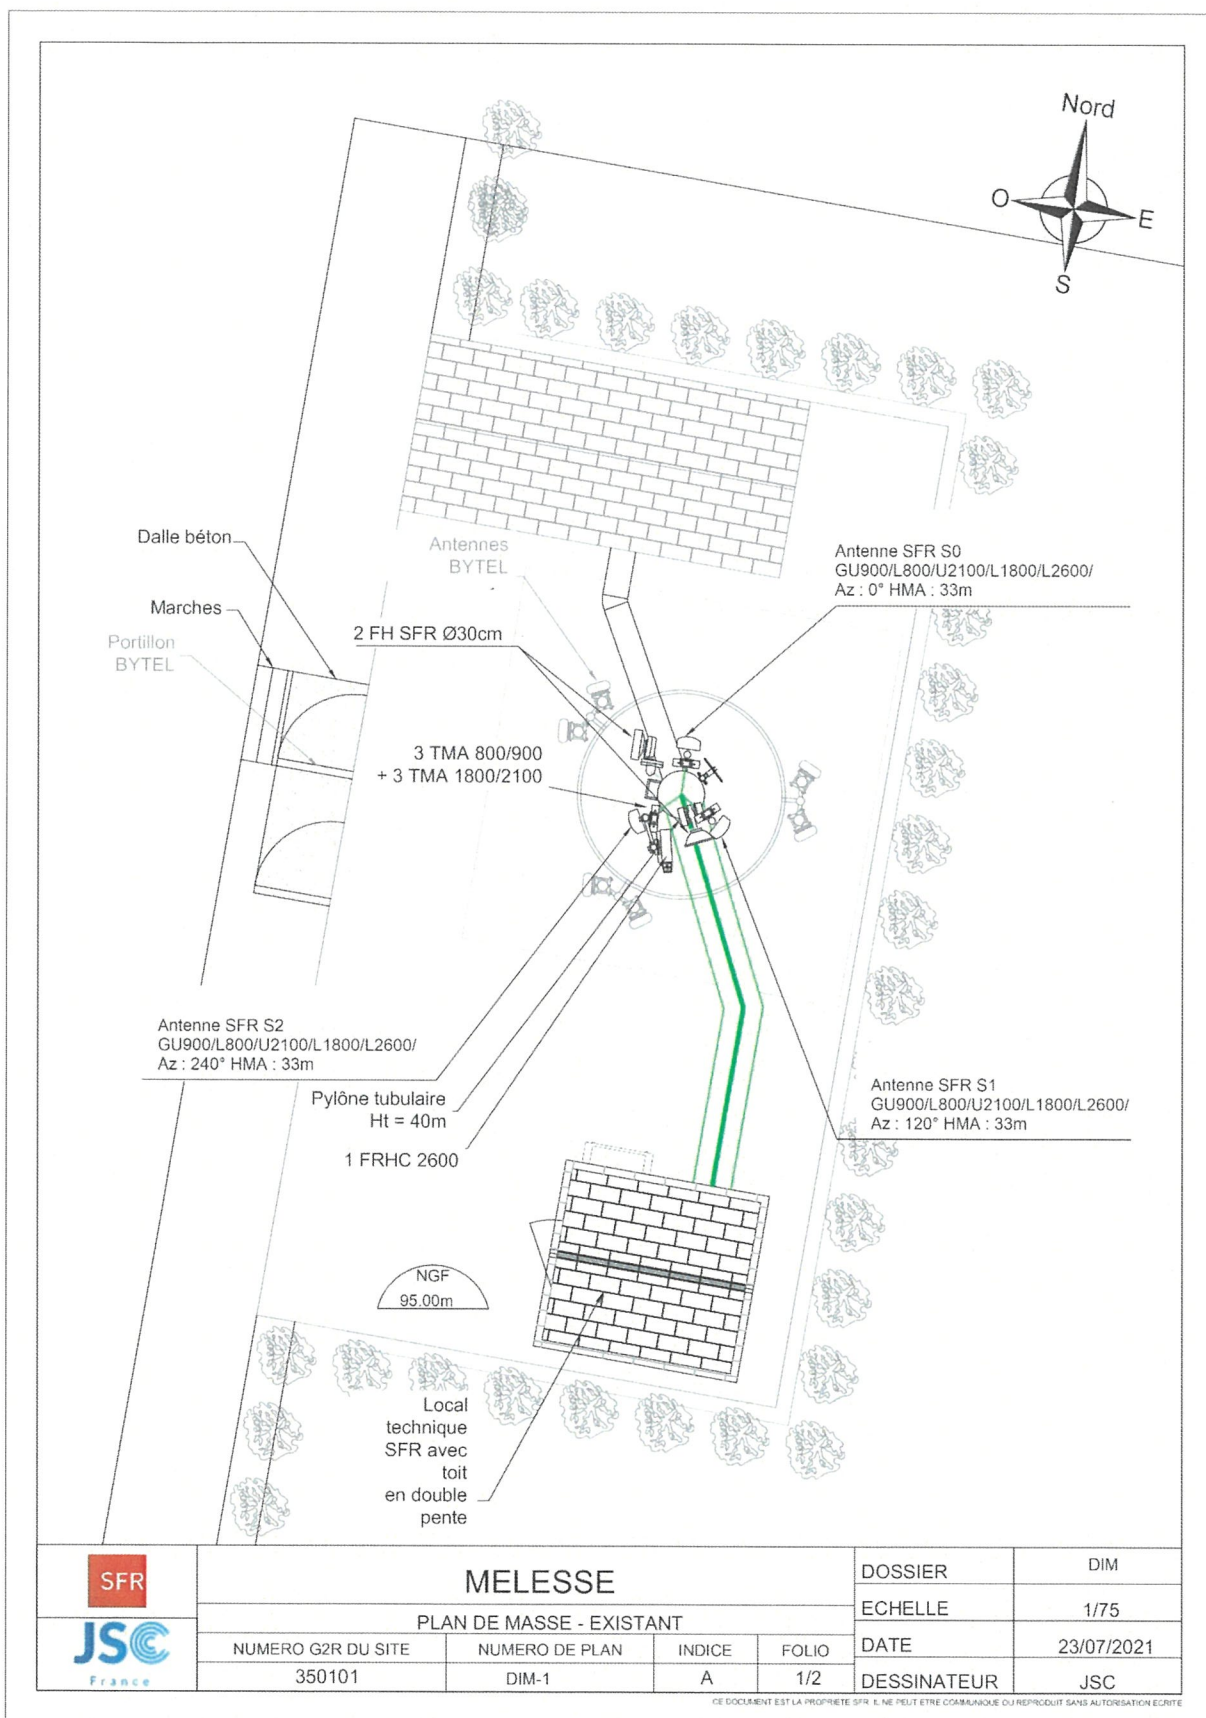 Nord
O
E
S
Dalle béton
Marches
Portillon
BYTEL
Antennes
BYTEL
2 FH SFR Ø30cm
Antenne SFR S0
GU900/L800/U2100/L1800/L2600/
Az : 0° HMA : 33m
3 TMA 800/900
+ 3 TMA 1800/2100
Antenne SFR S2
GU900/L800/U2100/L1800/L2600/
Az : 240° HMA : 33m
Pylône tubulaire
Ht = 40m
1 FRHC 2600
Antenne SFR S1
GU900/L800/U2100/L1800/L2600/
Az : 120° HMA : 33m
NGF
95.00m
Local
technique
SFR avec
toit
en double
pente
SFR
JSC
France
MELESSE
PLAN DE MASSE - EXISTANT
NUMERO G2R DU SITE
NUMERO DE PLAN
INDICE
FOLIO
350101
DIM-1
A
1/2
DOSSIER
DIM
ECHELLE
1/75
DATE
23/07/2021
DESSINATEUR
JSC
CE DOCUMENT EST LA PROPRIETE SFR IL NE PEUT ETRE COMMUNIQUE OU REPRODUIT SANS AUTORISATION ECRITE